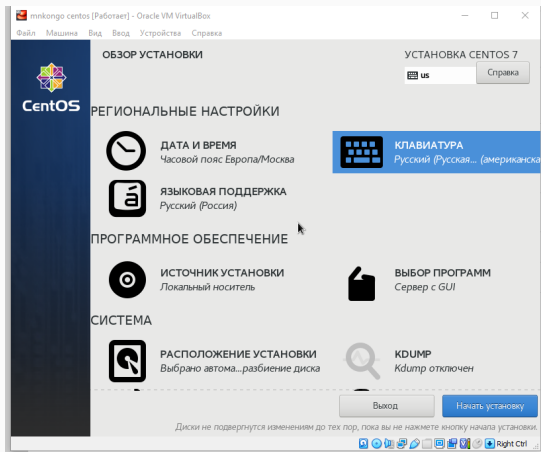 mnkongo centos [Работает] - Oracle VM VirtualBox
Файл Машина Вид Ввод Устройства Справка
ОБЗОР УСТАНОВКИ
УСТАНОВКА CENTOS 7
us
Справка
CentOS
РЕГИОНАЛЬНЫЕ НАСТРОЙКИ
ДАТА И ВРЕМЯ
Часовой пояс Европа/Москва
КЛАВИАТУРА
Русский (Русская... (американска
á
ЯЗЫКОВАЯ ПОДДЕРЖКА
Русский (Россия)
ПРОГРАММНОЕ ОБЕСПЕЧЕНИЕ
ИСТОЧНИК УСТАНОВКИ
Локальный носитель
ВЫБОР ПРОГРАММ
Сервер с GUI
СИСТЕМА
РАСПОЛОЖЕНИЕ УСТАНОВКИ
Выбрано автома...разбиение диска
KDUMP
Kdump отключен
Выход
Начать установку
Диски не подвергнутся изменениям до тех пор, пока вы не нажмете кнопку начала установки.
Right Ctrl